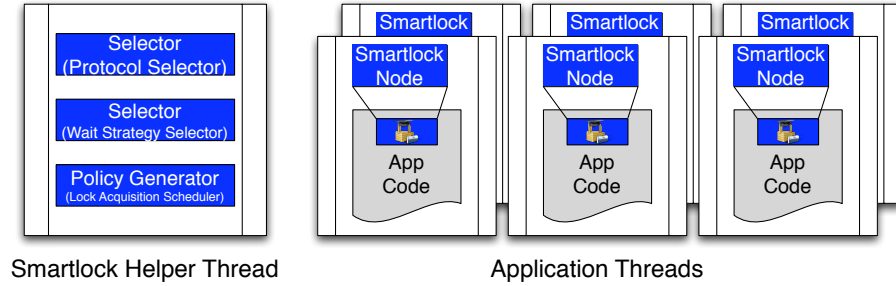 Selector
(Protocol Selector)
Selector
(Wait Strategy Selector)
Policy Generator
(Lock Acquisition Scheduler)
Smartlock Helper Thread
Smartlock
Smartlock
Node
App
Code
Smartlock
Smartlock
Node
App
Code
Smartlock
Smartlock
Node
App
Code
Application Threads